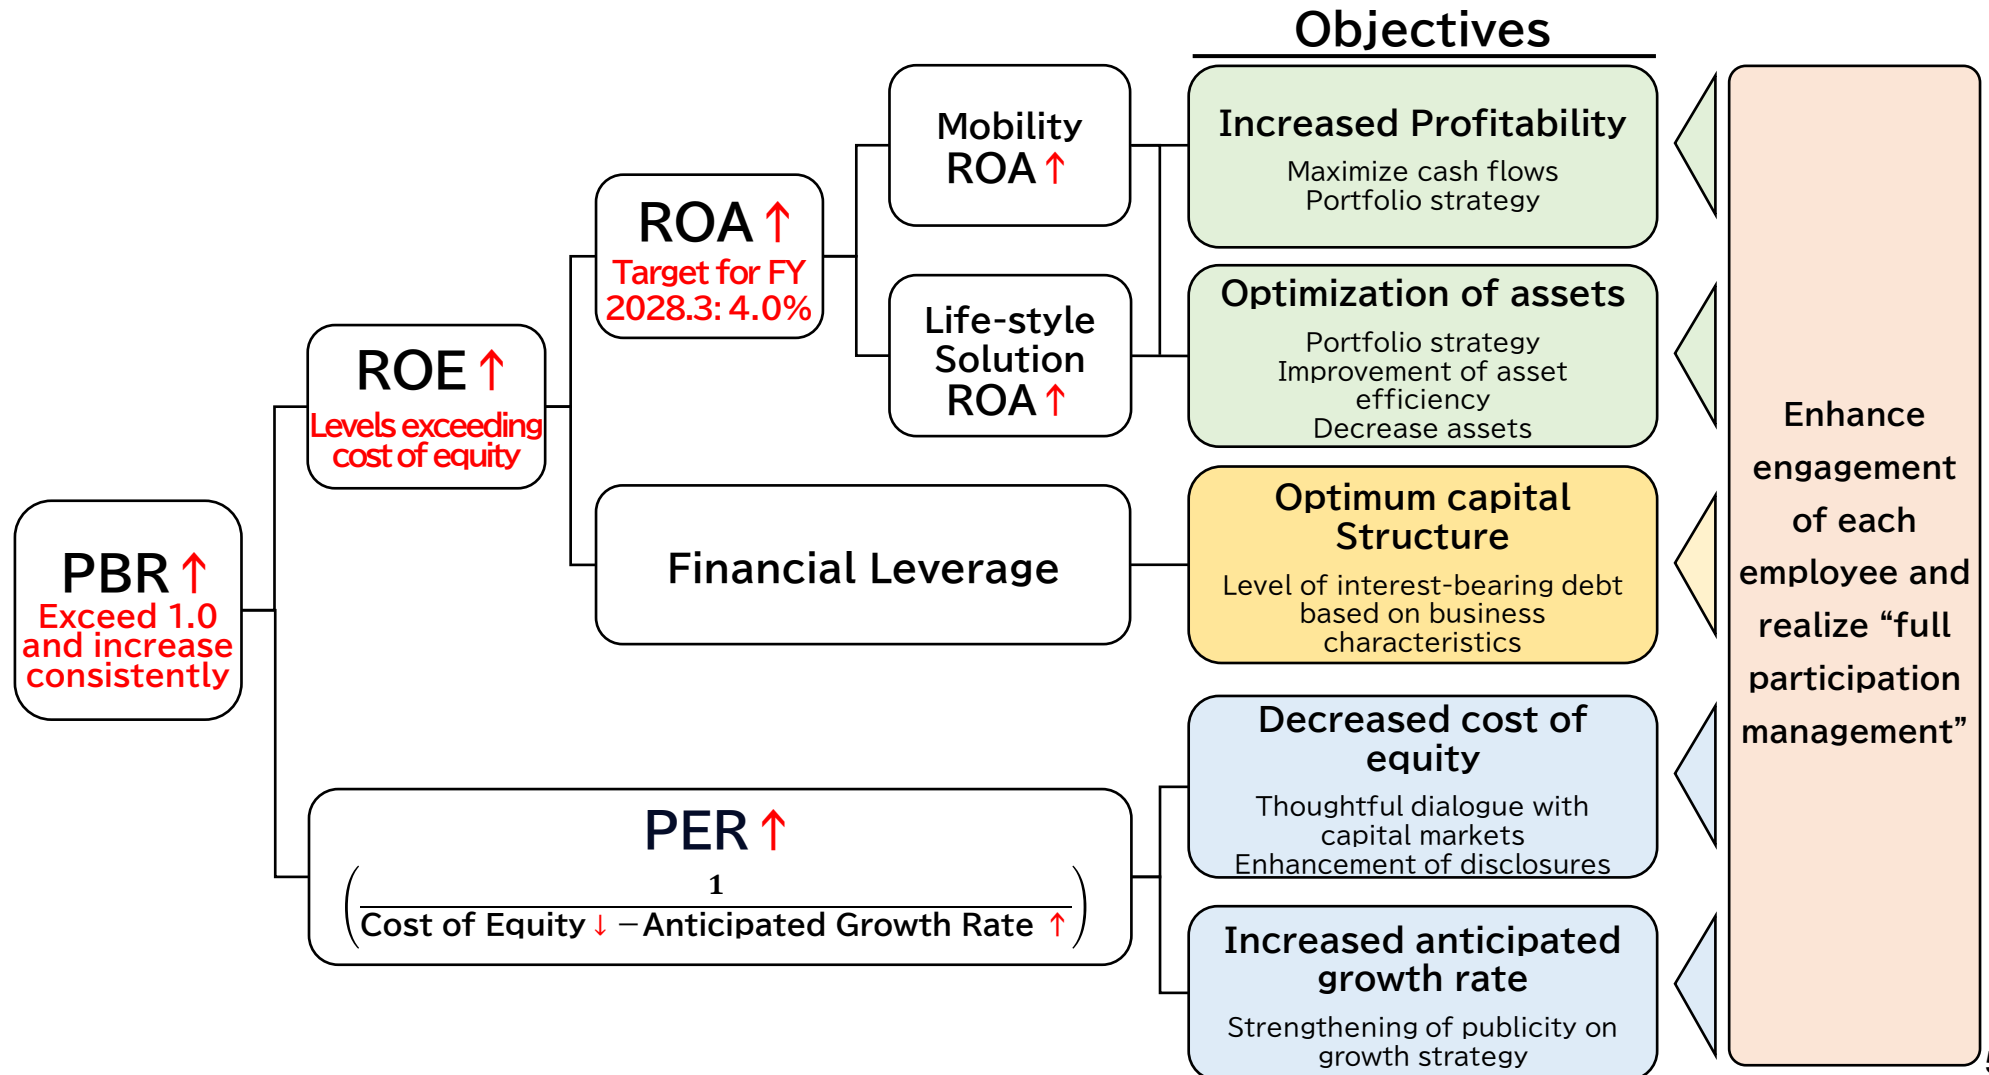 Objectives
PBR↑
Exceed 1.0
and increase
consistently
ROE↑
Levels exceeding
cost of equity
ROA↑
Target for FY
2028.3: 4.0%
Mobility
ROA↑
Life-style
Solution
ROA↑
Financial Leverage
PER↑
1
Cost of Equity↓ −Anticipated Growth Rate ↑
Increased Profitability
Maximize cash flows
Portfolio strategy
Optimization of assets
Portfolio strategy
Improvement of asset
efficiency
Decrease assets
Optimum capital
Structure
Level of interest-bearing debt
based on business
characteristics
Decreased cost of
equity
Thoughtful dialogue with
capital markets
Enhancement of disclosures
Increased anticipated
growth rate
Strengthening of publicity on
growth strategy
Enhance
engagement
of each
employee and
realize “full
participation
management”